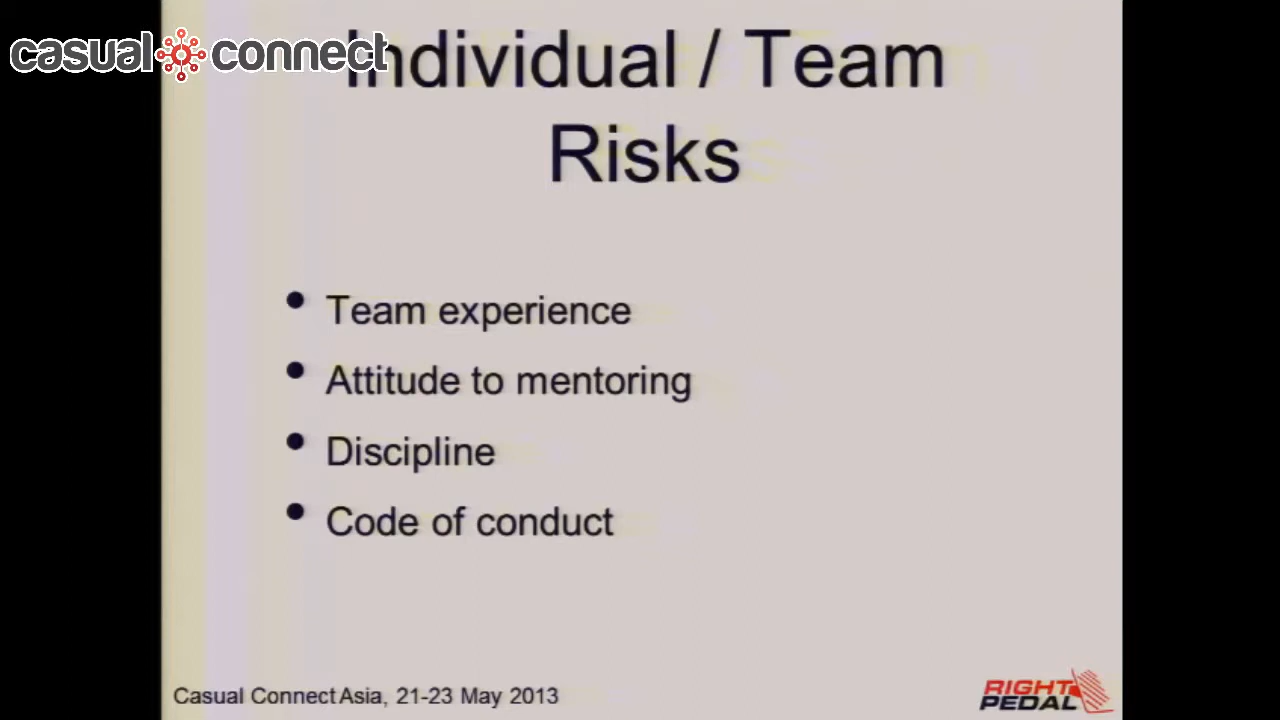 casual connect
Individual / Team
Risks
• Team experience
• Attitude to mentoring
• Discipline
• Code of conduct
Casual Connect Asia, 21-23 May 2013
RIGHT
PEDAL